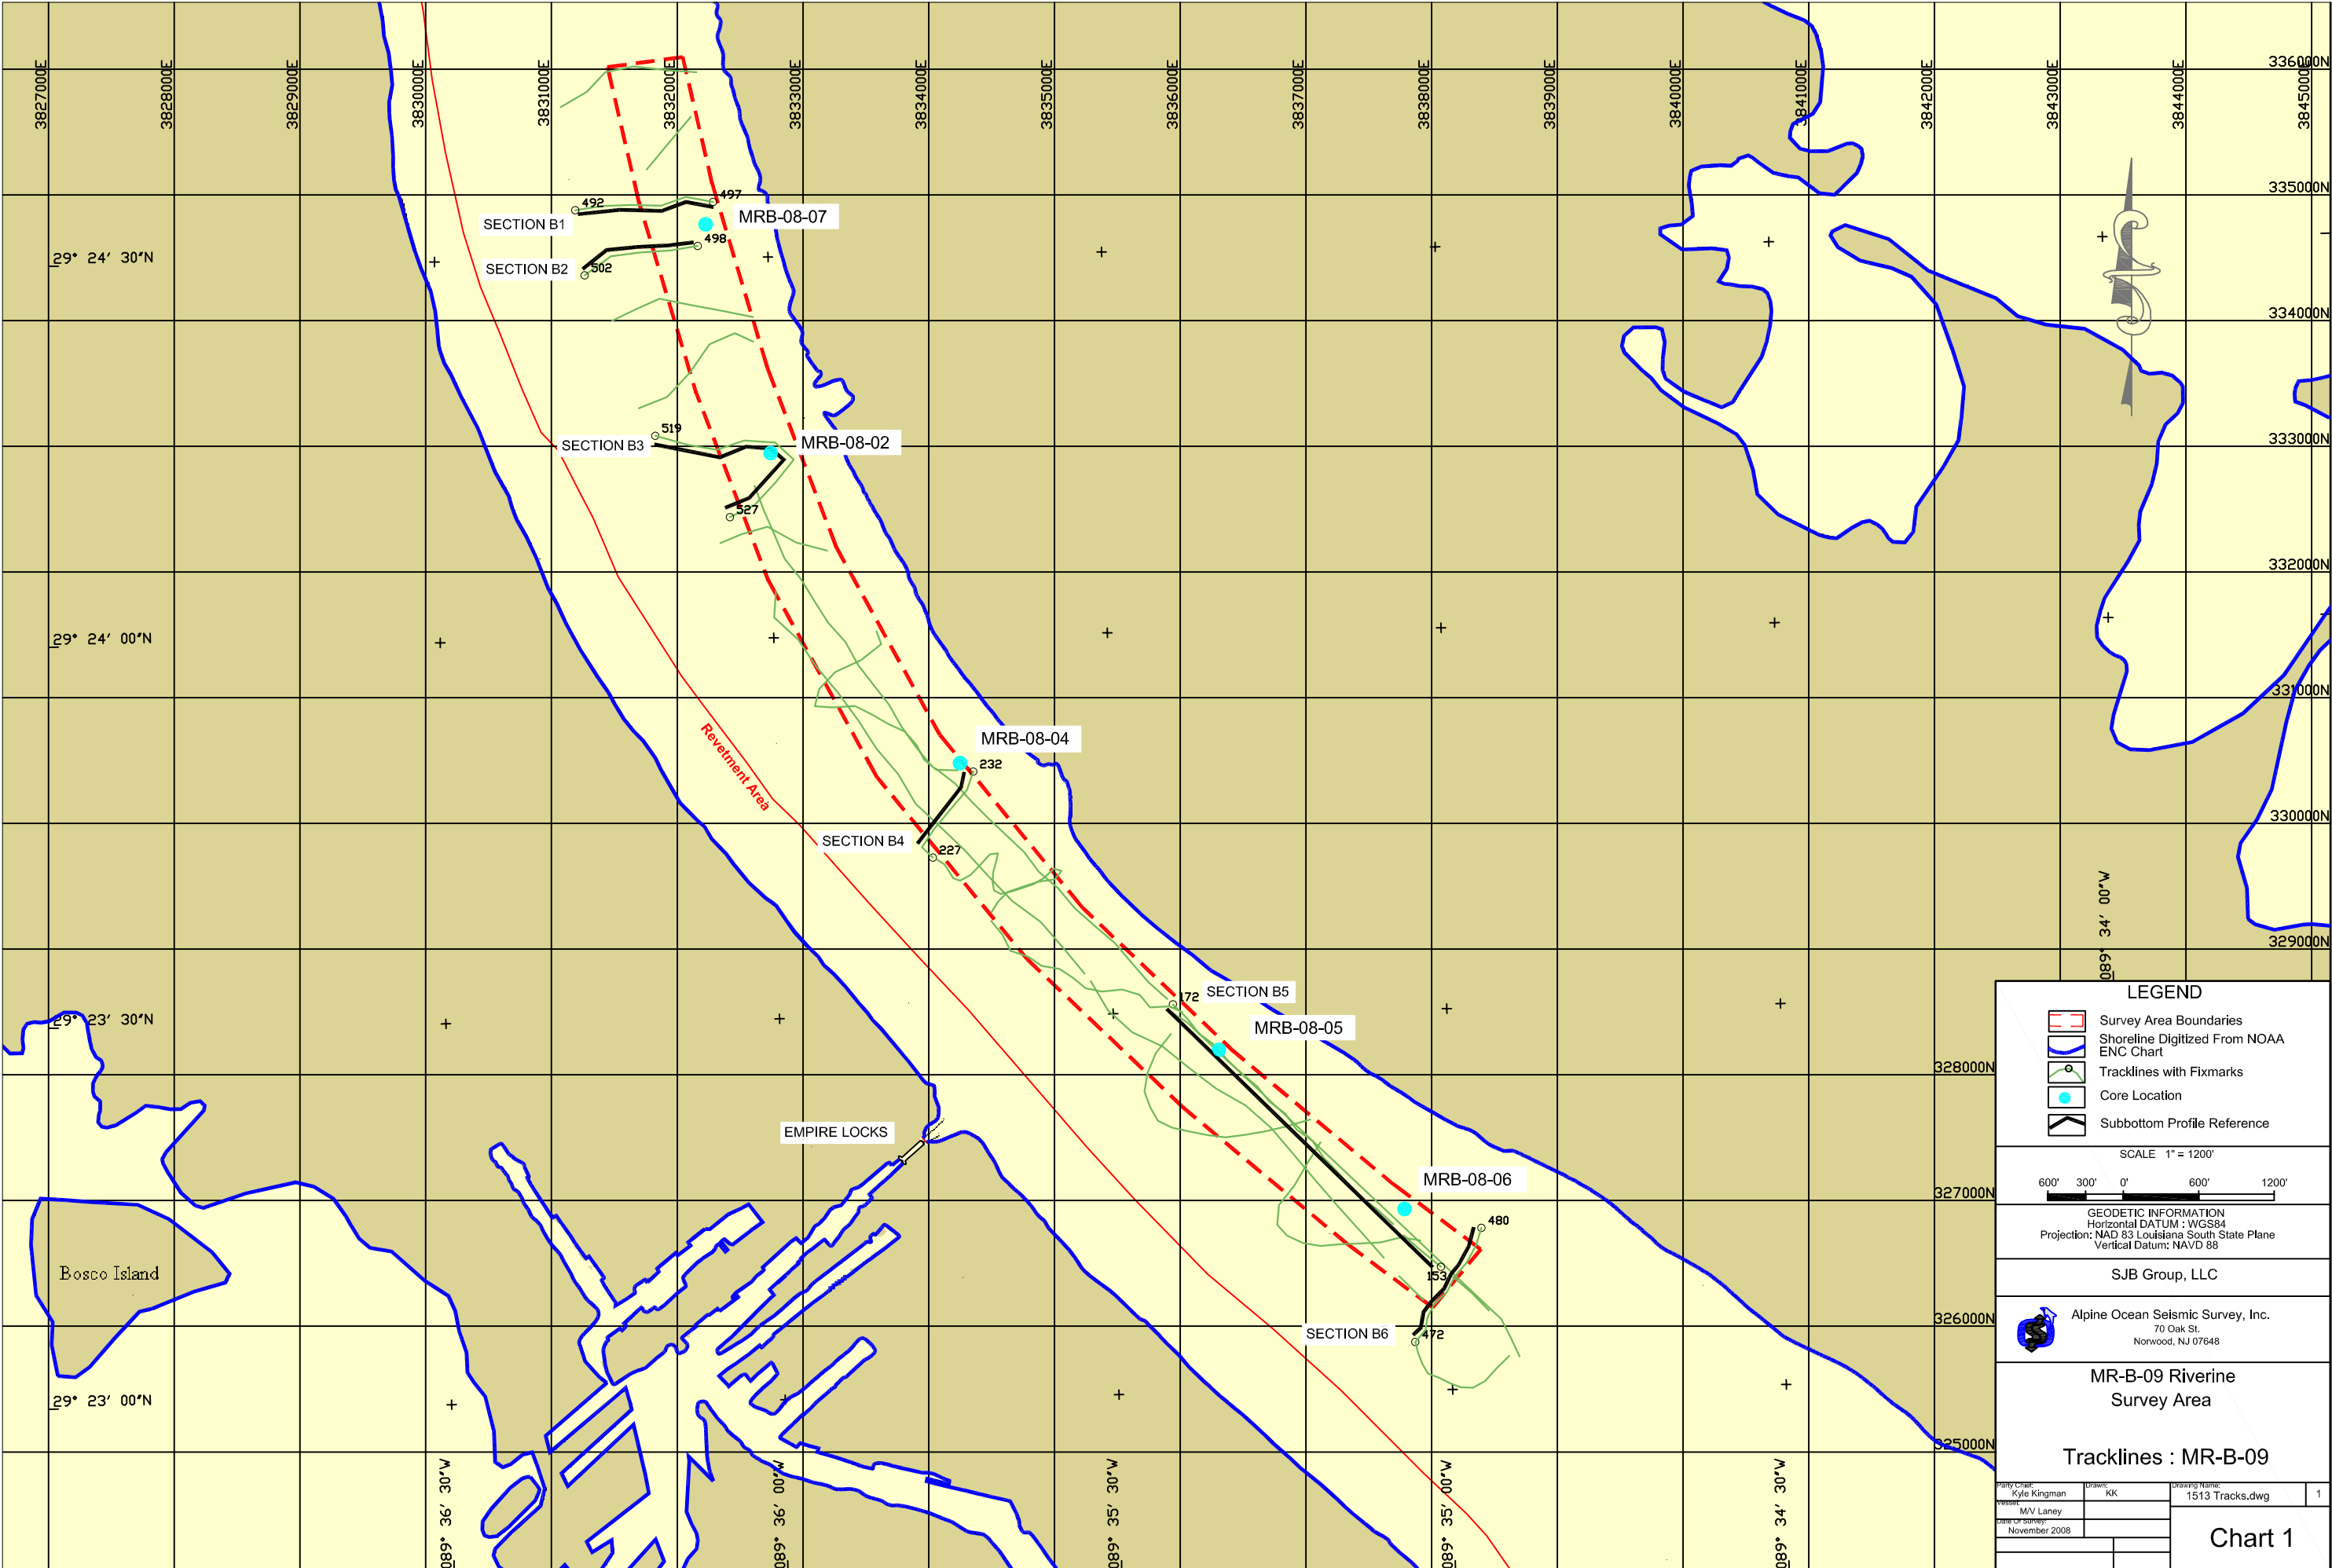 3827000E
3828000E
3829000E
3830000E
3831000E
3832000E
3833000E
3834000E
3835000E
3836000E
3837000E
3838000E
3839000E
3840000E
3841000E
3842000E
3843000E
3844000E
3845000E
336000N
335000N
334000N
333000N
332000N
331000N
330000N
329000N
328000N
327000N
326000N
325000N
29° 24' 30"N
29° 24' 00"N
29° 23' 30"N
29° 23' 00"N
089° 36' 30"W
089° 36' 00"W
089° 35' 30"W
089° 35' 00"W
089° 34' 30"W
089° 34' 00"W
492
497
SECTION B1
MRB-08-07
498
SECTION B2
502
519
SECTION B3
MRB-08-02
527
Revetment Area
MRB-08-04
232
SECTION B4
227
172
SECTION B5
MRB-08-05
EMPIRE LOCKS
MRB-08-06
480
153
SECTION B6
472
Bosco Island
LEGEND
Survey Area Boundaries
Shoreline Digitized From NOAA
ENC Chart
Tracklines with Fixmarks
Core Location
Subbottom Profile Reference
SCALE 1" = 1200'
600' 300' 0' 600' 1200'
GEODETIC INFORMATION
Horizontal DATUM : WGS84
Projection: NAD 83 Louisiana South State Plane
Vertical Datum: NAVD 88
SJB Group, LLC
Alpine Ocean Seismic Survey, Inc.
70 Oak St.
Norwood, NJ 07648
MR-B-09 Riverine
Survey Area
Tracklines : MR-B-09
Party Chief:
Kyle Kingman
Drawn:
KK
Drawing Name:
1513 Tracks.dwg
1
Vessel:
M/V Laney
Date Of Survey:
November 2008
Chart 1